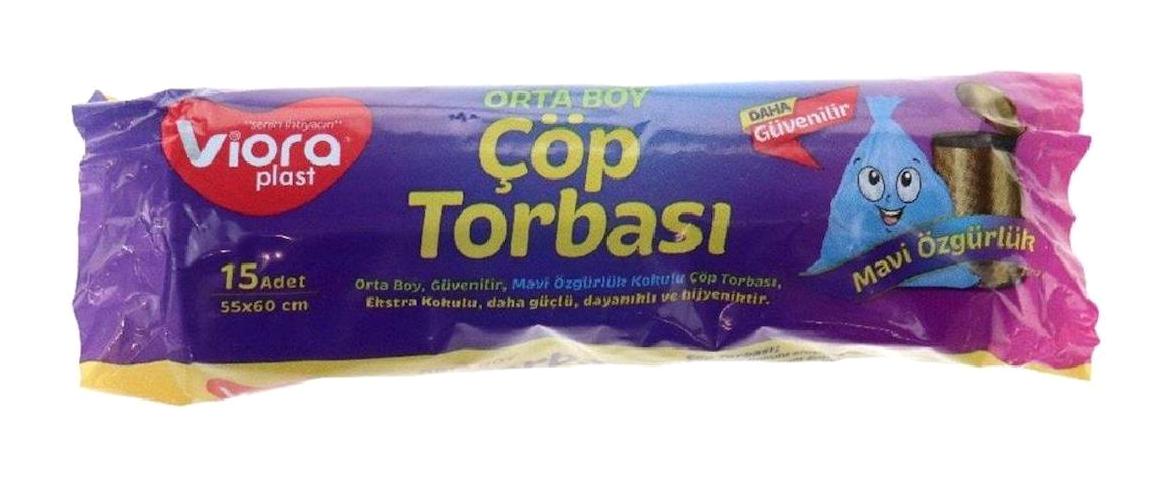 "senin ihtiyacın"
Viora
plast
ORTA BOY
Çöp
Torbası
DAHA
Güvenilir
Mavi Özgürlük
15 Adet
55x60 cm
Orta Boy, Güvenilir, Mavi Özgürlük Kokulu Çöp Torbası,
Ekstra Kokulu, daha güçlü, dayanıklı ve hijyeniktir.